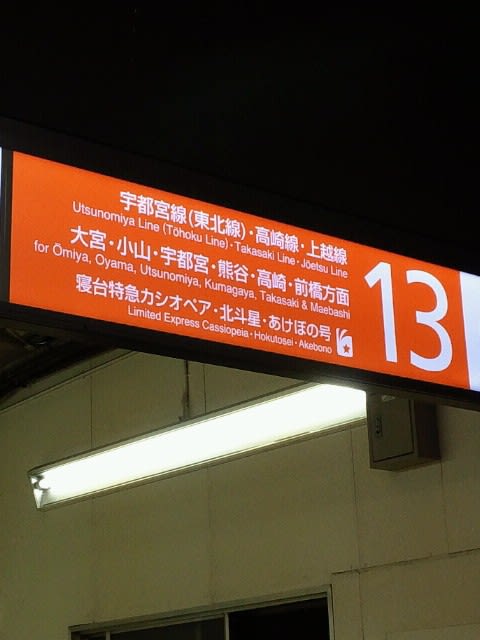 宇都宮線(東北線)・高崎線・上越線
Utsunomiya Line (Tōhoku Line)・Takasaki Line・Jōetsu Line
大宮・小山・宇都宮・熊谷・高崎・前橋方面
for Ōmiya, Oyama, Utsunomiya, Kumagaya, Takasaki & Maebashi
寝台特急カシオペア・北斗星・あけぼの号
Limited Express Cassiopeia・Hokutosei・Akebono
13